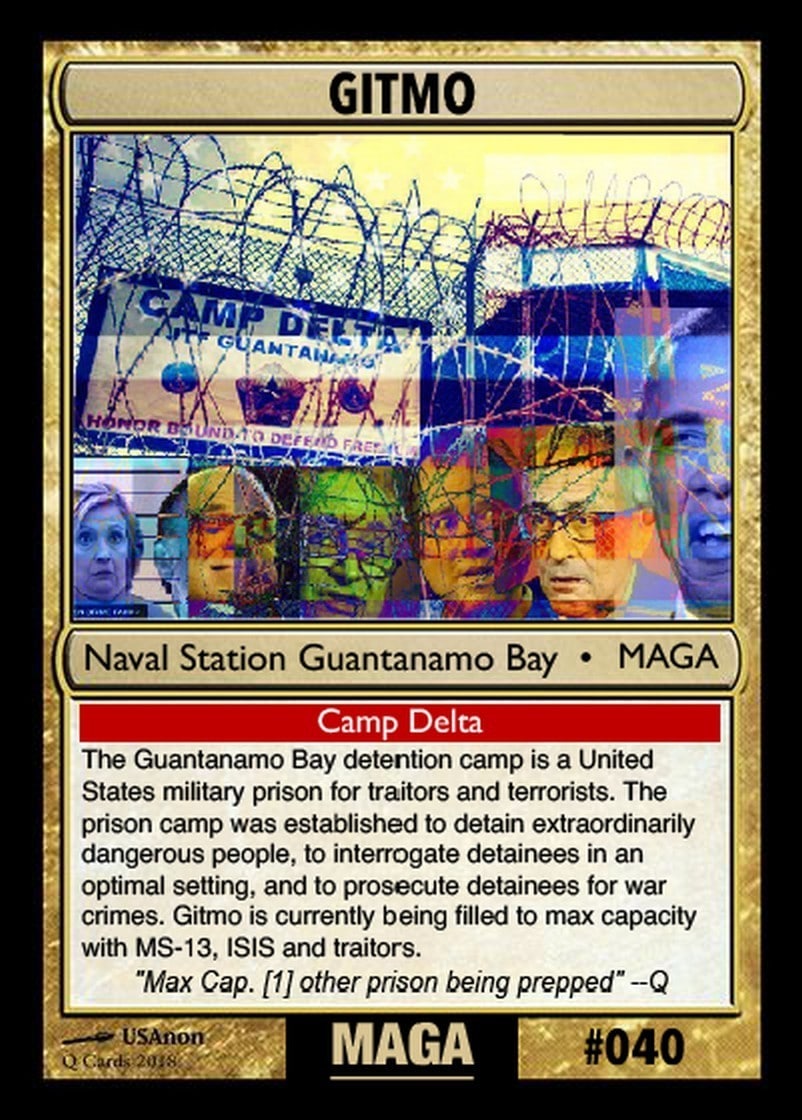 GITMO
CAMP DELTA
JTF GUANTANAMO
HONOR BOUND TO DEFEND FREEDOM
Naval Station Guantanamo Bay • MAGA
Camp Delta
The Guantanamo Bay detention camp is a United
States military prison for traitors and terrorists. The
prison camp was established to detain extraordinarily
dangerous people, to interrogate detainees in an
optimal setting, and to prosecute detainees for war
crimes. Gitmo is currently being filled to max capacity
with MS-13, ISIS and traitors.
"Max Cap. [1] other prison being prepped" --Q
USAnon
Q Cards 2018
MAGA
#040